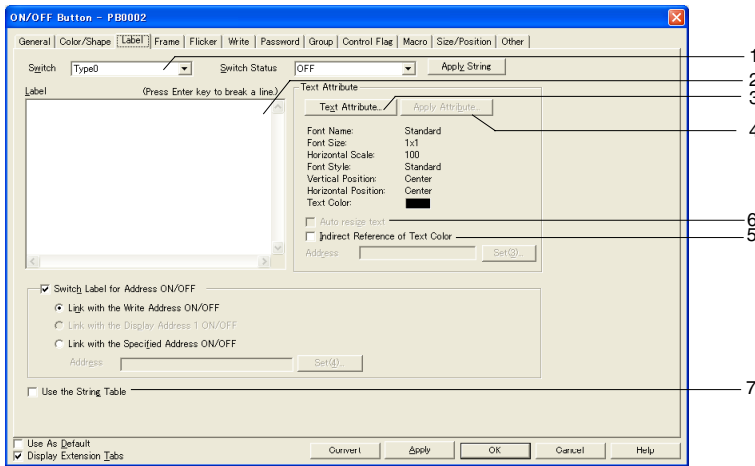 ON/OFF Button - PB0002
General Color/Shape Label Frame Flicker Write Password Group Control Flag Macro Size/Position Other
Switch Type0 Switch Status OFF Apply String 1
Label (Press Enter key to break a line.) Text Attribute 2
Text Attribute... Apply Attribute... 3
4
Font Name: Standard
Font Size: 1x1
Horizontal Scale: 100
Font Style: Standard
Vertical Position: Center
Horizontal Position: Center
Text Color:
Auto resize text 6
Indirect Reference of Text Color 5
Address Set(3)...
Switch Label for Address ON/OFF
Link with the Write Address ON/OFF
Link with the Display Address 1 ON/OFF
Link with the Specified Address ON/OFF
Address Set(4)...
Use the String Table 7
Use As Default
Display Extension Tabs
Convert Apply OK Cancel Help